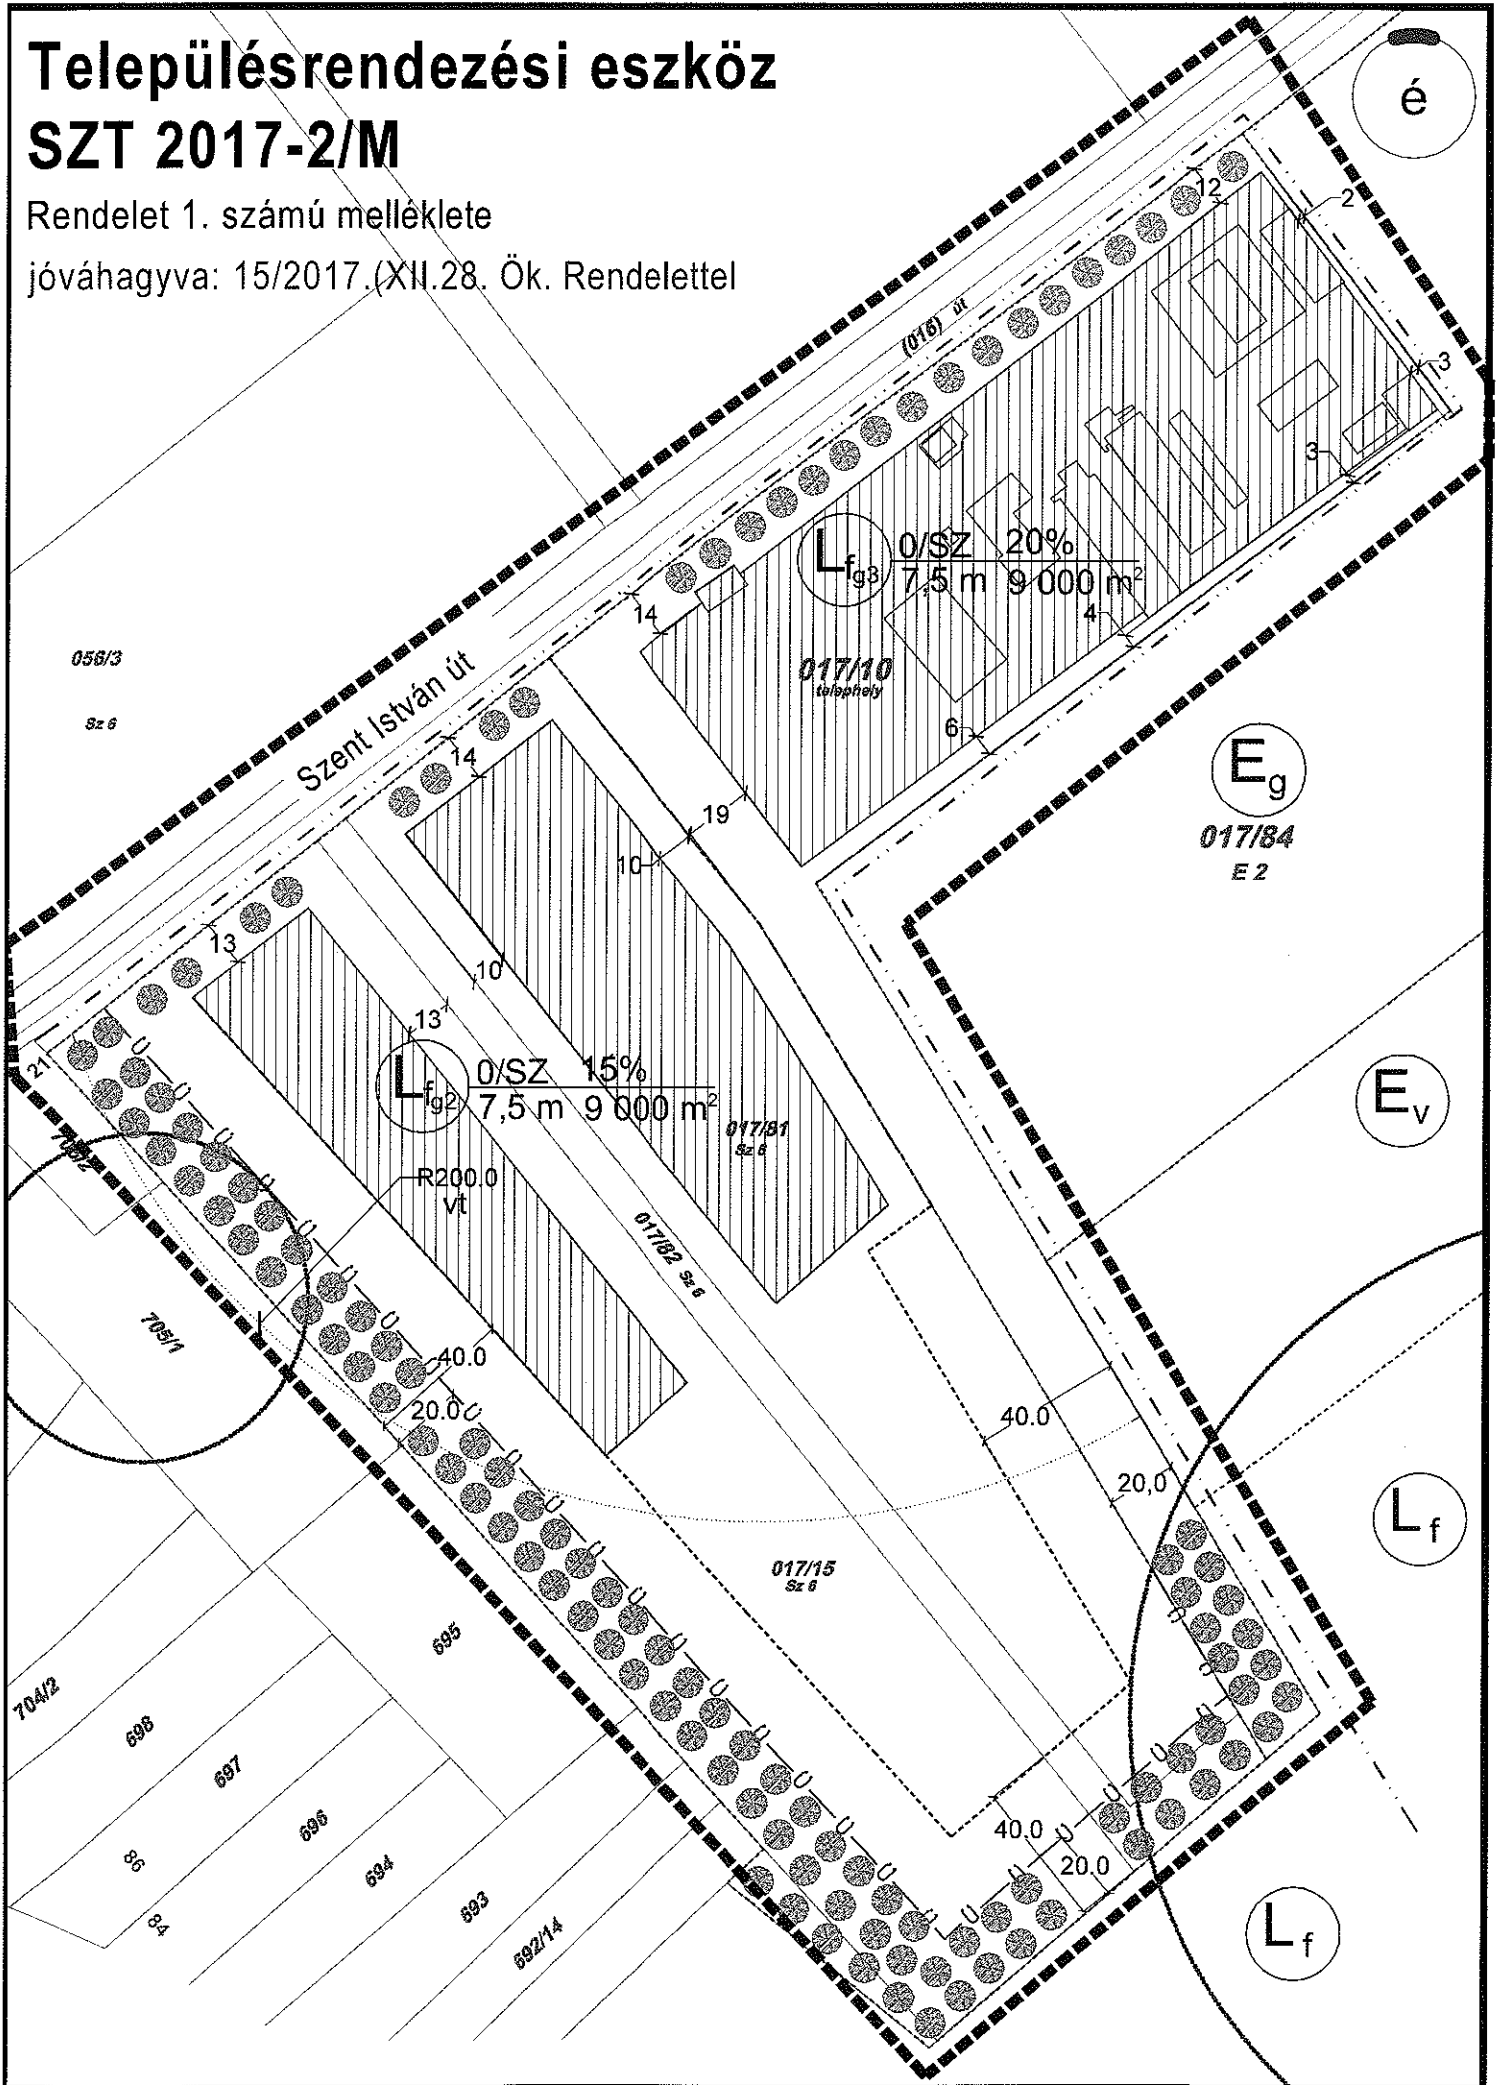 Településrendezési eszköz
SZT 2017-2/M
Rendelet 1. számú melléklete
jóváhagyva: 15/2017.(XII.28. Ök. Rendelettel
é
12
2
(016) út
3
3
Lfg3 0/SZ 20%
7,5 m 9 000 m²
14
4
056/3
017/10
telephely
Sz 6
Szent István út
6
14
Eg
19
017/84
10
E 2
13
10
13
21
Lfg2 0/SZ 15%
7,5 m 9 000 m²
Ev
017/81
Sz 6
R200.0
vt
017/82 Sz 6
705/1
40.0
20.0
40.0
20,0
Lf
017/15
Sz 6
695
704/2
698
697
696
86
694
84
693
692/14
40.0
20.0
Lf